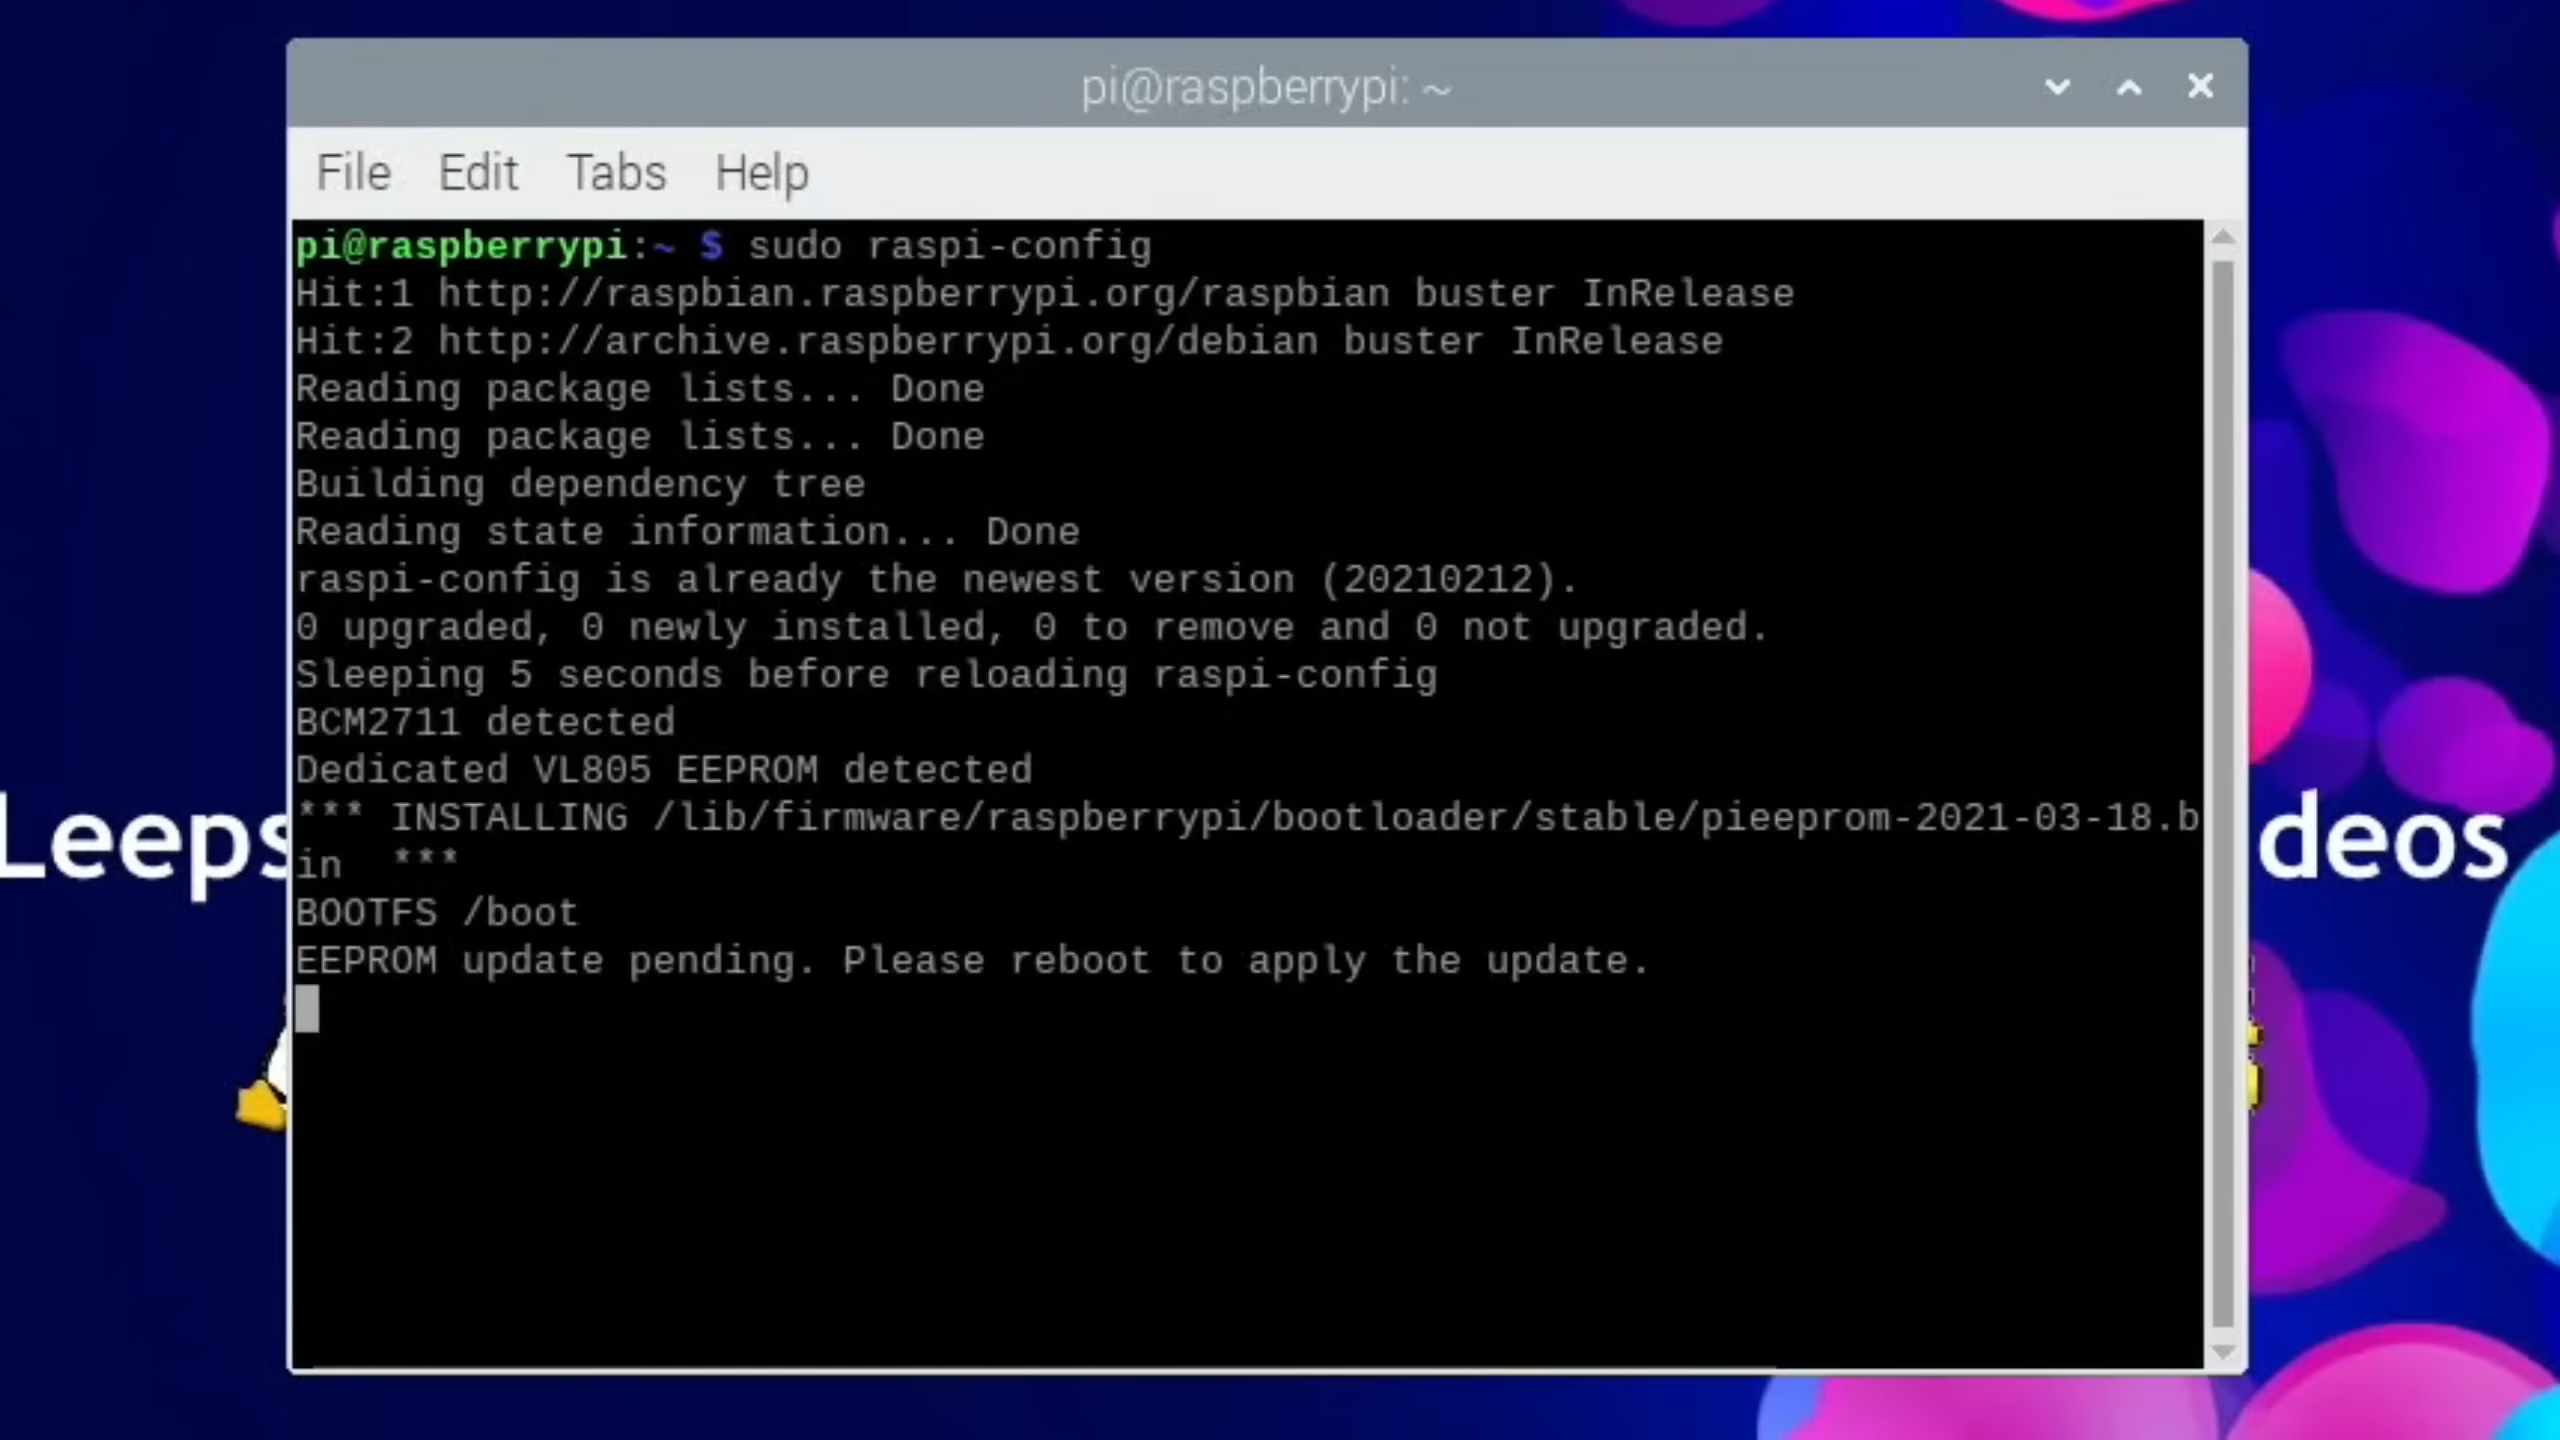 pi@raspberrypi: ~
File Edit Tabs Help
pi@raspberrypi:~ $ sudo raspi-config
Hit:1 http://raspbian.raspberrypi.org/raspbian buster InRelease
Hit:2 http://archive.raspberrypi.org/debian buster InRelease
Reading package lists... Done
Reading package lists... Done
Building dependency tree
Reading state information... Done
raspi-config is already the newest version (20210212).
0 upgraded, 0 newly installed, 0 to remove and 0 not upgraded.
Sleeping 5 seconds before reloading raspi-config
BCM2711 detected
Dedicated VL805 EEPROM detected
*** INSTALLING /lib/firmware/raspberrypi/bootloader/stable/pieeprom-2021-03-18.b
in  ***
BOOTFS /boot
EEPROM update pending. Please reboot to apply the update.
Leeps
deos